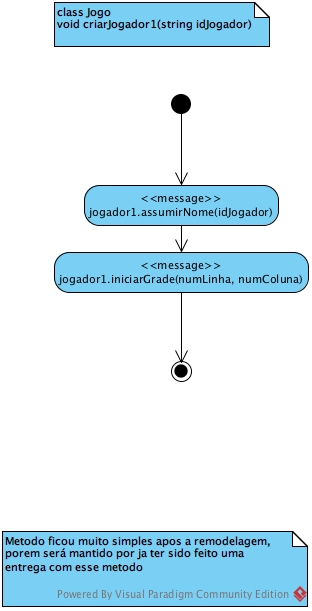 class Jogo
void criarJogador1(string idJogador)
<<message>>
jogador1.assumirNome(idJogador)
<<message>>
jogador1.iniciarGrade(numLinha, numColuna)
Metodo ficou muito simples apos a remodelagem,
porem será mantido por ja ter sido feito uma
entrega com esse metodo
Powered By Visual Paradigm Community Edition